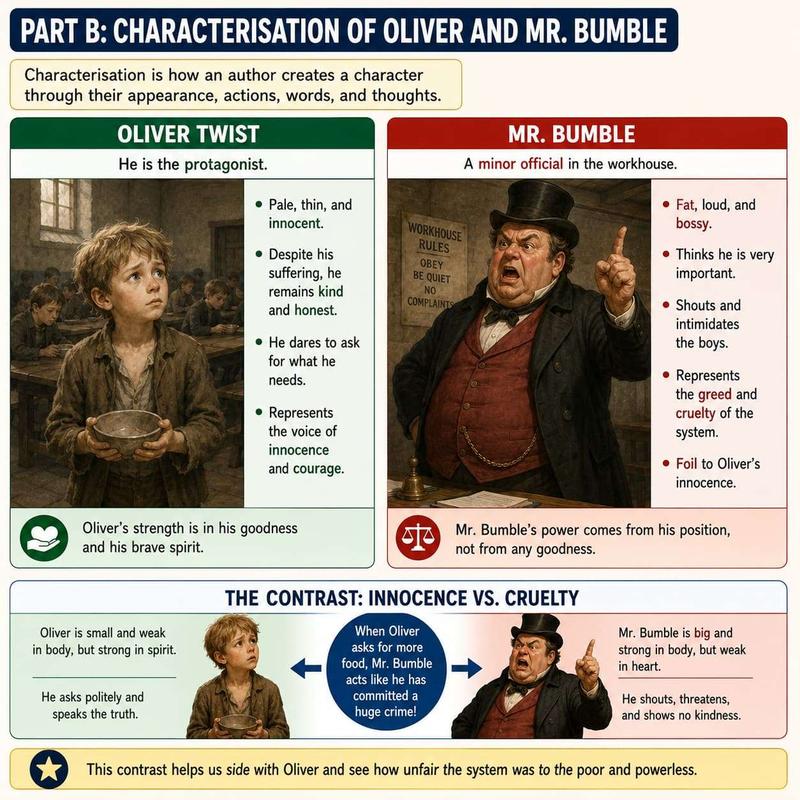 PART B: CHARACTERISATION OF OLIVER AND MR. BUMBLE
Characterisation is how an author creates a character
through their appearance, actions, words, and thoughts.
OLIVER TWIST
He is the protagonist.
• Pale, thin, and
innocent.
• Despite his
suffering, he
remains kind
and honest.
• He dares to ask
for what he
needs.
• Represents
the voice of
innocence
and courage.
Oliver's strength is in his goodness
and his brave spirit.
MR. BUMBLE
A minor official in the workhouse.
WORKHOUSE
RULES
OBEY
BE QUIET
NO
COMPLAINTS
• Fat, loud, and
bossy.
• Thinks he is very
important.
• Shouts and
intimidates
the boys.
• Represents
the greed and
cruelty of the
system.
• Foil to Oliver's
innocence.
Mr. Bumble's power comes from his position,
not from any goodness.
THE CONTRAST: INNOCENCE VS. CRUELTY
Oliver is small and weak
in body, but strong in spirit.
He asks politely and
speaks the truth.
When Oliver
asks for more
food, Mr. Bumble
acts like he has
committed a
huge crime!
Mr. Bumble is big and
strong in body, but weak
in heart.
He shouts, threatens,
and shows no kindness.
This contrast helps us side with Oliver and see how unfair the system was to the poor and powerless.